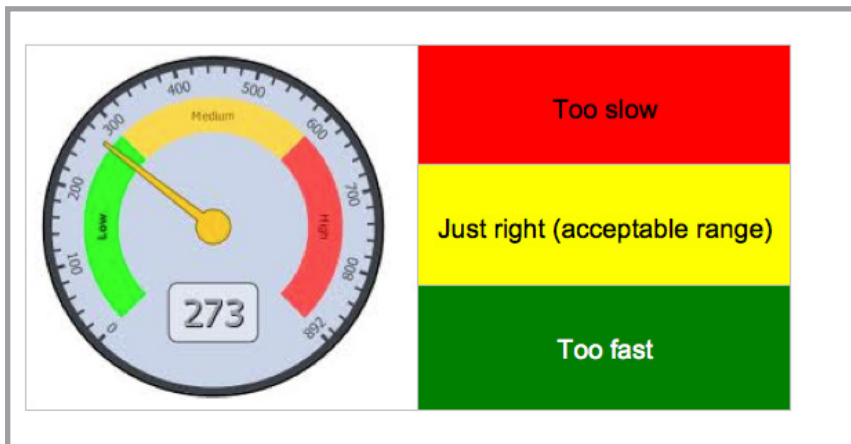 0
100
200
300
400
500
600
700
800
892
Low
Medium
High
273
Too slow
Just right (acceptable range)
Too fast